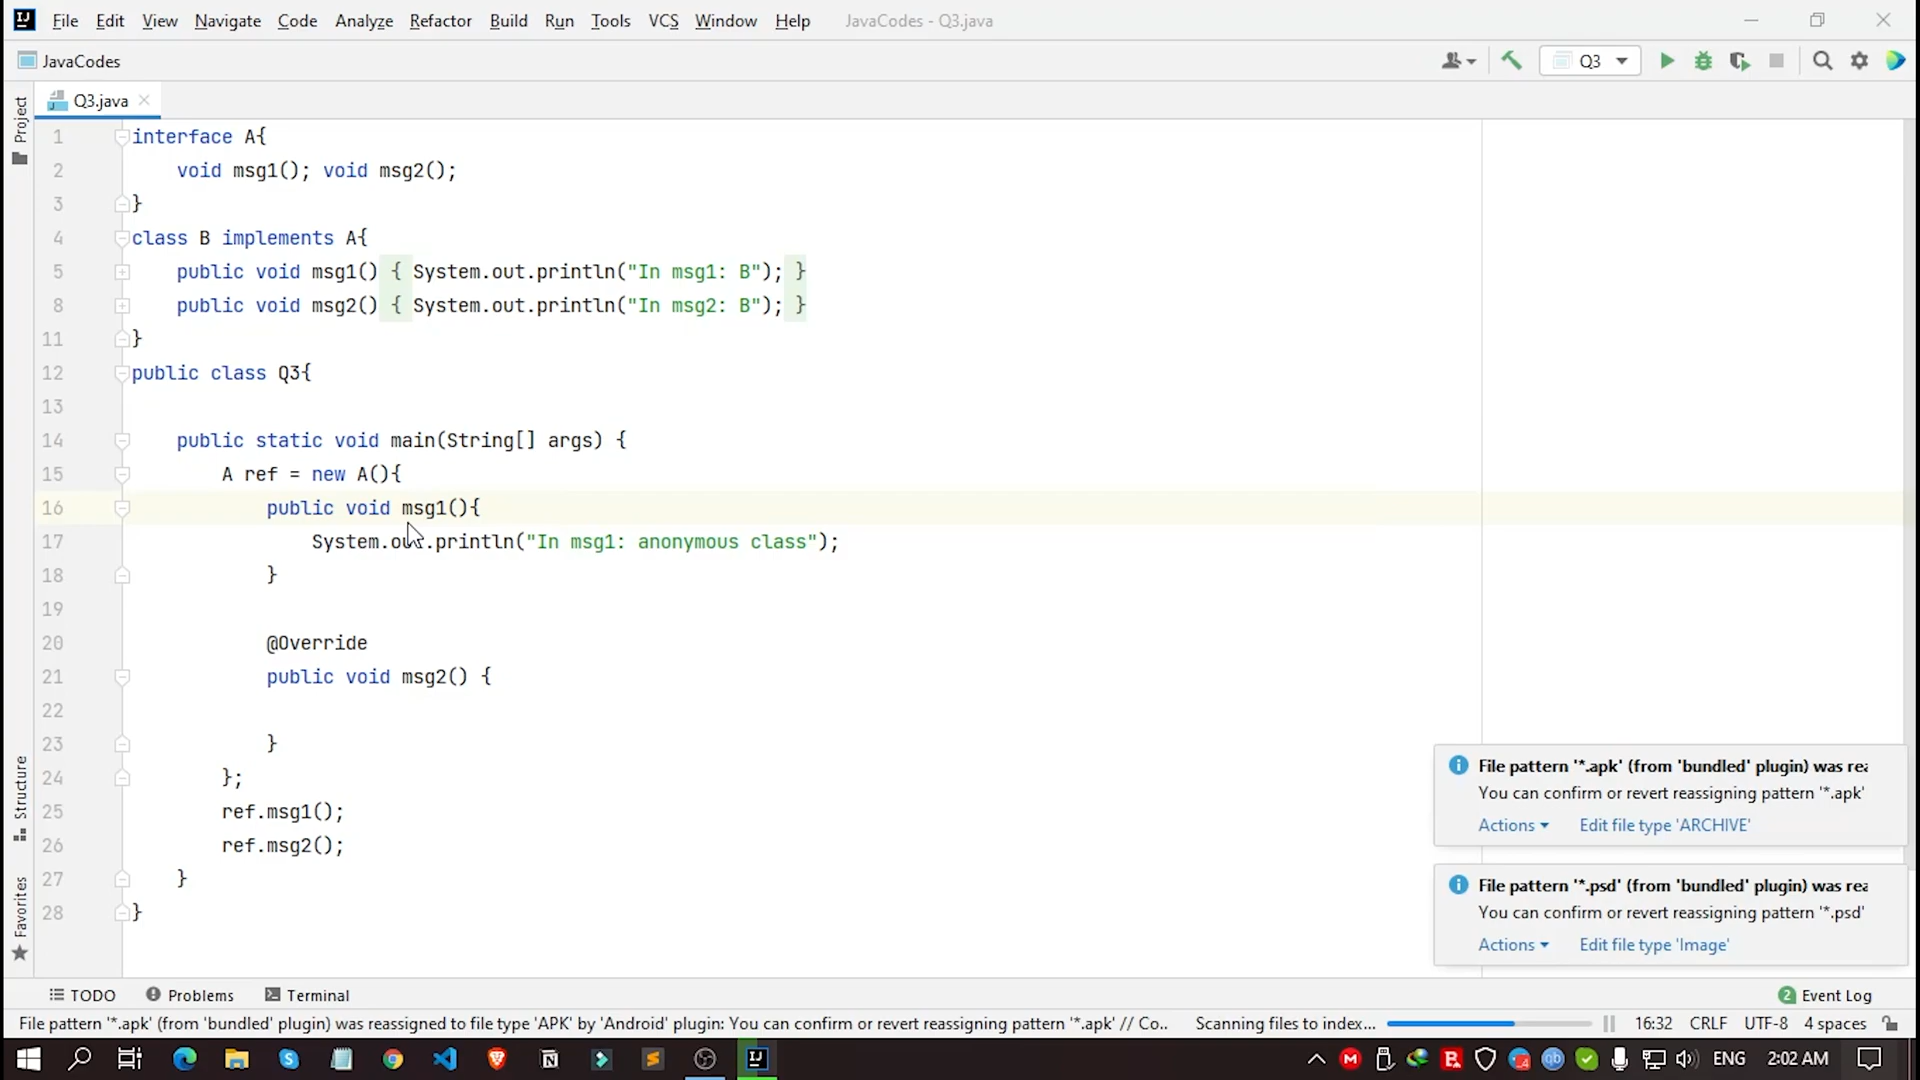 File Edit View Navigate Code Analyze Refactor Build Run Tools VCS Window Help JavaCodes - Q3.java
JavaCodes
Q3
Project
Q3.java
1 interface A{
2 void msg1(); void msg2();
3 }
4 class B implements A{
5 public void msg1() { System.out.println("In msg1: B"); }
8 public void msg2() { System.out.println("In msg2: B"); }
11 }
12 public class Q3{
13
14 public static void main(String[] args) {
15 A ref = new A(){
16 public void msg1(){
17 System.out.println("In msg1: anonymous class");
18 }
19
20 @Override
21 public void msg2() {
22
23 }
24 };
25 ref.msg1();
26 ref.msg2();
27 }
28 }
Structure
Favorites
File pattern '*.apk' (from 'bundled' plugin) was rea
You can confirm or revert reassigning pattern '*.apk'
Actions Edit file type 'ARCHIVE'
File pattern '*.psd' (from 'bundled' plugin) was rea
You can confirm or revert reassigning pattern '*.psd'
Actions Edit file type 'Image'
TODO Problems Terminal 2 Event Log
File pattern '*.apk' (from 'bundled' plugin) was reassigned to file type 'APK' by 'Android' plugin: You can confirm or revert reassigning pattern '*.apk' // Co.. Scanning files to index... 16:32 CRLF UTF-8 4 spaces
ENG 2:02 AM